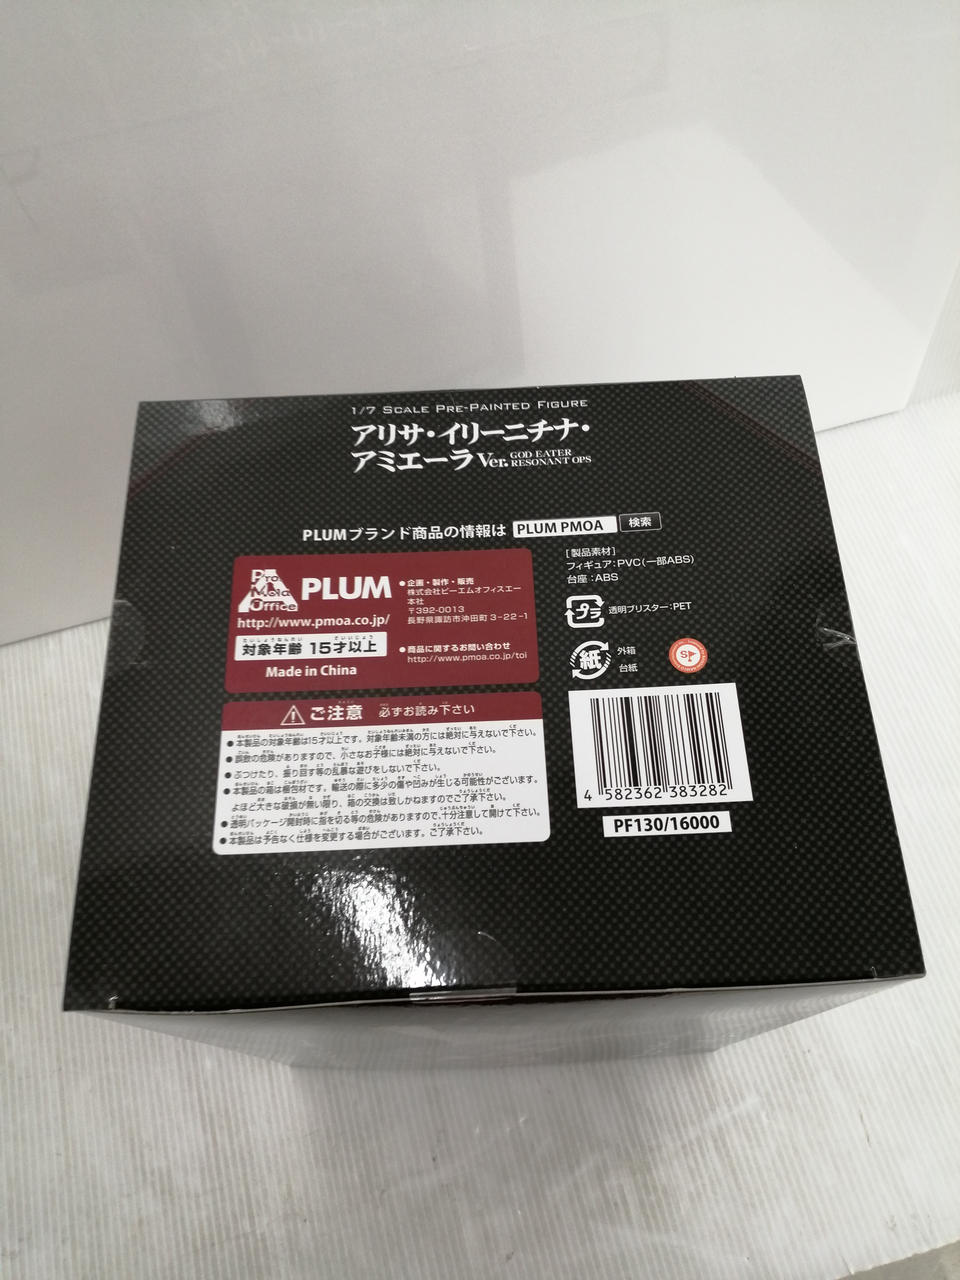 1/7 SCALE PRE-PAINTED FIGURE
アリサ・イリーニチナ・
アミエーラ Ver. GOD EATER RESONANT OPS
PLUMブランド商品の情報は PLUM PMOA 検索
Pro
Mold
Office
PLUM
http://www.pmoa.co.jp/
対象年齢 15才以上
Made in China
●企画・製作・販売
株式会社ピーエムオフィスエー
本社
〒392-0013
長野県諏訪市沖田町3-22-1
●商品に関するお問い合わせ
http://www.pmoa.co.jp/toi
[製品素材]
フィギュア:PVC(一部ABS)
台座:ABS
プラ
透明ブリスター:PET
紙
外箱
台紙
ご注意 必ずお読み下さい
●本製品の対象年齢は15才以上です。対象年齢未満の方には絶対に与えないで下さい。
●誤飲の危険がありますので、小さなお子様には絶対に与えないで下さい。
●ぶつけたり、振り回す等の乱暴な遊びをしないで下さい。
●本製品の箱は梱包材です。輸送の際に多少の傷や凹みが生じる可能性がございます。
よほど大きな破損が無い限り、箱の交換は致しかねますのでご了承下さい。
●透明パッケージ開封時に指を切る等の危険がありますので、十分注意して開けて下さい。
●本製品は予告なく仕様を変更する場合がございます。ご了承下さい。
4 582362 383282
PF130/16000